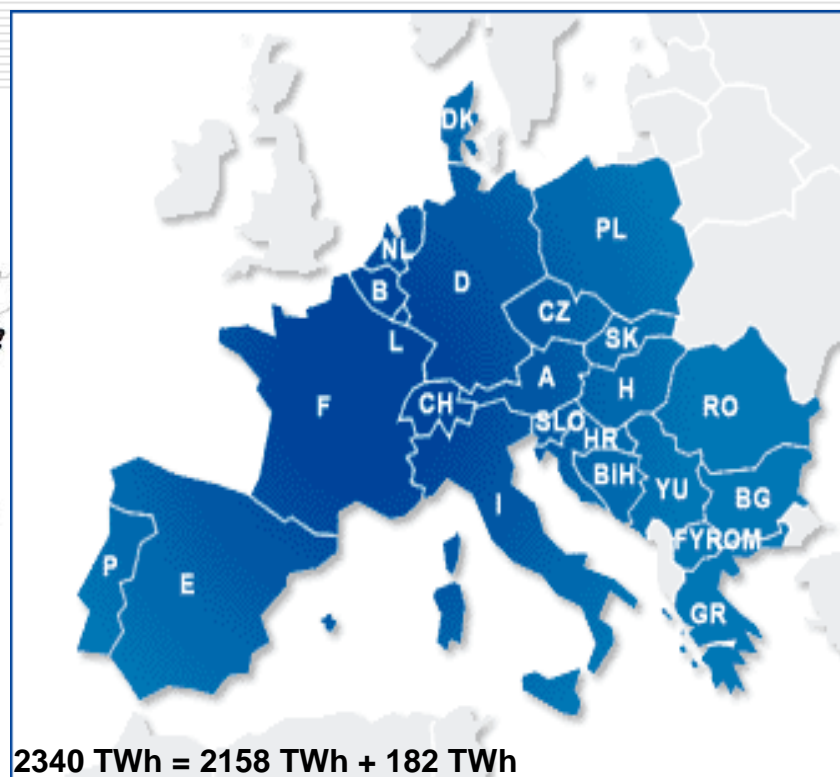 DK
PL
NL
D
B
CZ
SK
L
A
H
F
CH
RO
SLO
HR
BIH
YU
I
BG
FYROM
P
E
GR
2340 TWh = 2158 TWh + 182 TWh